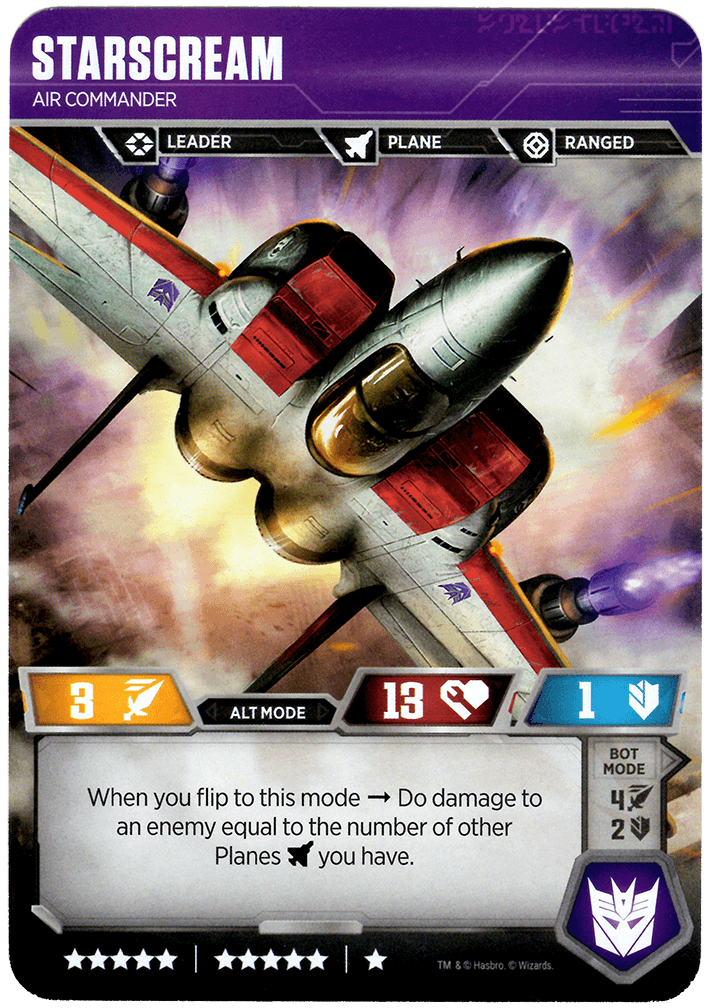 STARSCREAM
AIR COMMANDER
LEADER
PLANE
RANGED
3
ALT MODE
13
1
When you flip to this mode → Do damage to
an enemy equal to the number of other
Planes you have.
BOT
MODE
4
2
TM & © Hasbro. © Wizards.